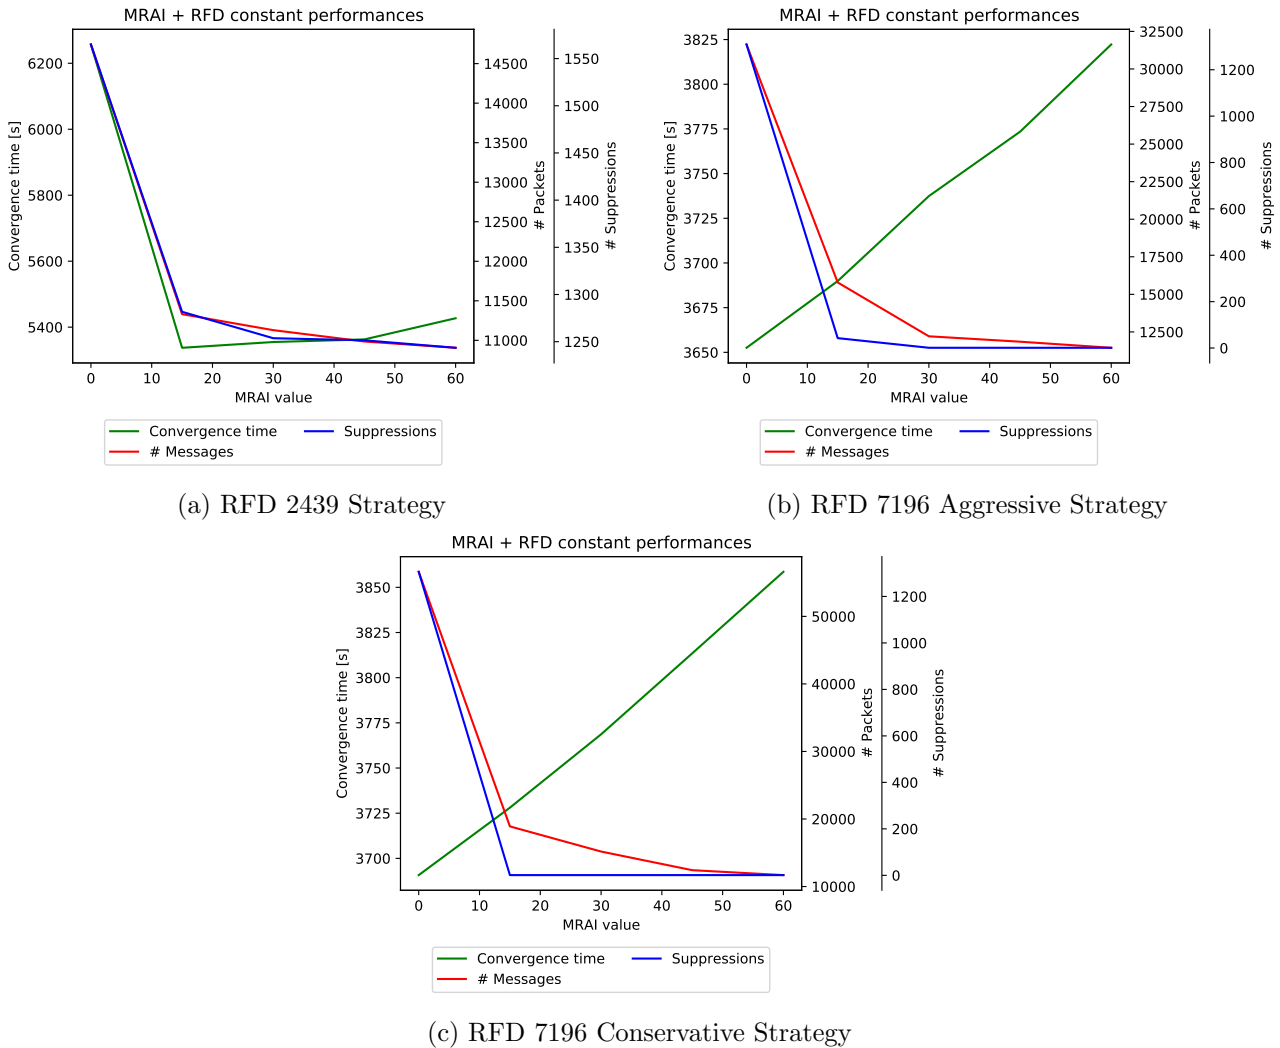 MRAI + RFD constant performances
Convergence time [s]
6200
6000
5800
5600
5400
14500
14000
13500
13000
12500
12000
11500
11000
# Packets
1550
1500
1450
1400
1350
1300
1250
# Suppressions
0 10 20 30 40 50 60
MRAI value
Convergence time
# Messages
Suppressions
(a) RFD 2439 Strategy
MRAI + RFD constant performances
Convergence time [s]
3825
3800
3775
3750
3725
3700
3675
3650
32500
30000
27500
25000
22500
20000
17500
15000
12500
# Packets
1200
1000
800
600
400
200
0
# Suppressions
0 10 20 30 40 50 60
MRAI value
Convergence time
# Messages
Suppressions
(b) RFD 7196 Aggressive Strategy
MRAI + RFD constant performances
Convergence time [s]
3850
3825
3800
3775
3750
3725
3700
50000
40000
30000
20000
10000
# Packets
1200
1000
800
600
400
200
0
# Suppressions
0 10 20 30 40 50 60
MRAI value
Convergence time
# Messages
Suppressions
(c) RFD 7196 Conservative Strategy